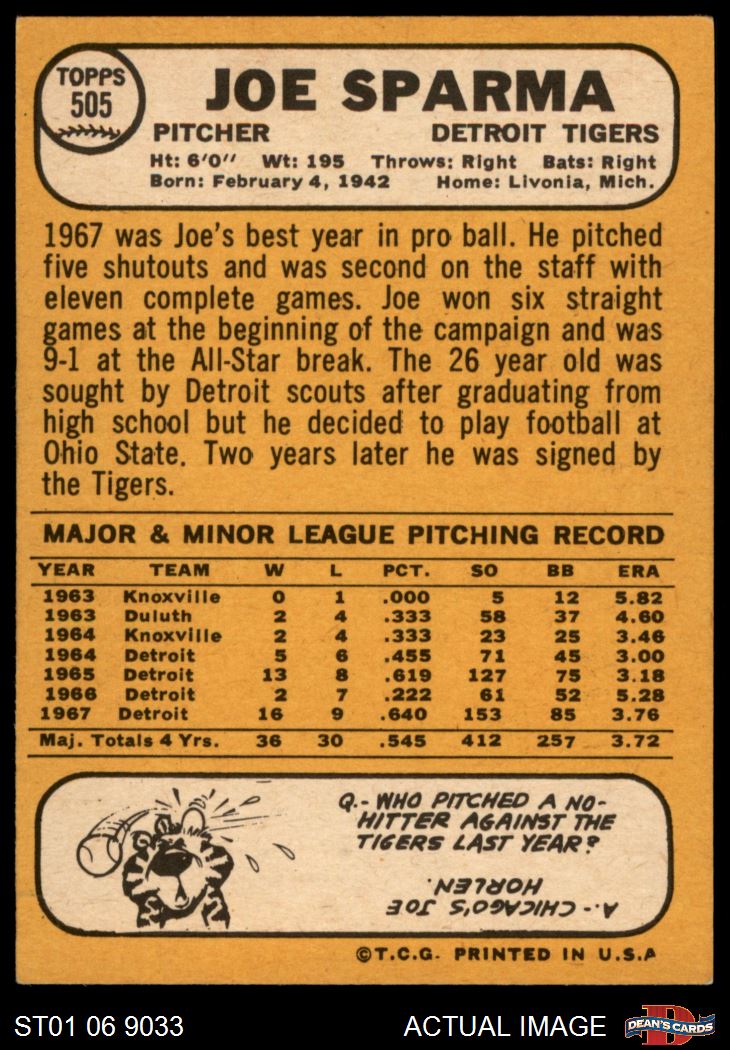 TOPPS
505
JOE SPARMA
PITCHER DETROIT TIGERS
Ht: 6'0" Wt: 195 Throws: Right Bats: Right
Born: February 4, 1942 Home: Livonia, Mich.
1967 was Joe's best year in pro ball. He pitched
five shutouts and was second on the staff with
eleven complete games. Joe won six straight
games at the beginning of the campaign and was
9-1 at the All-Star break. The 26 year old was
sought by Detroit scouts after graduating from
high school but he decided to play football at
Ohio State. Two years later he was signed by
the Tigers.
MAJOR & MINOR LEAGUE PITCHING RECORD
YEAR TEAM W L PCT. SO BB ERA
1963 Knoxville 0 1 .000 5 12 5.82
1963 Duluth 2 4 .333 58 37 4.60
1964 Knoxville 2 4 .333 23 25 3.46
1964 Detroit 5 6 .455 71 45 3.00
1965 Detroit 13 8 .619 127 75 3.18
1966 Detroit 2 7 .222 61 52 5.28
1967 Detroit 16 9 .640 153 85 3.76
Maj. Totals 4 Yrs. 36 30 .545 412 257 3.72
Q.- WHO PITCHED A NO-
HITTER AGAINST THE
TIGERS LAST YEAR?
A.- CHICAGO'S JOE
HORLEN.
©T.C.G. PRINTED IN U.S.A
ST01 06 9033 ACTUAL IMAGE
D
DEAN'S CARDS